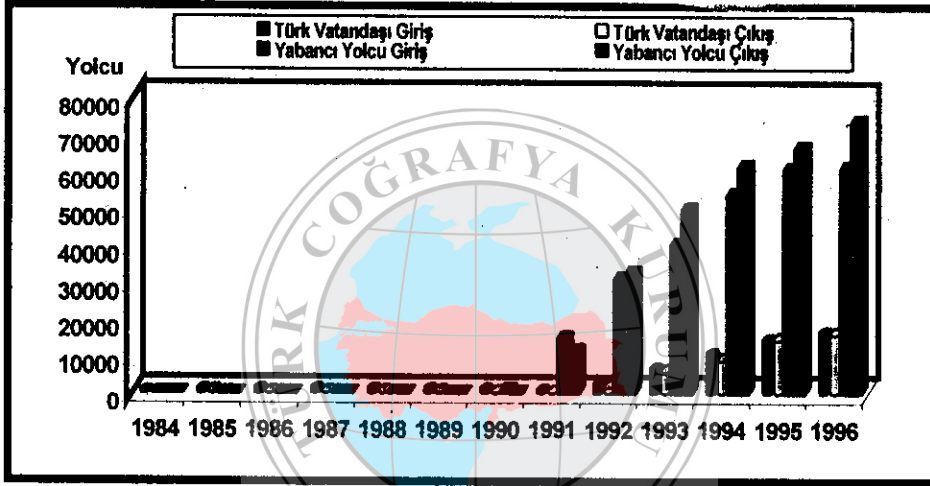 Türk Vatandaşı Giriş Türk Vatandaşı Çıkış
Yabancı Yolcu Giriş Yabancı Yolcu Çıkış
Yolcu
80000
70000
60000
50000
40000
30000
20000
10000
0
1984 1985 1986 1987 1988 1989 1990 1991 1992 1993 1994 1995 1996
TÜRK COĞRAFYA KURUMU